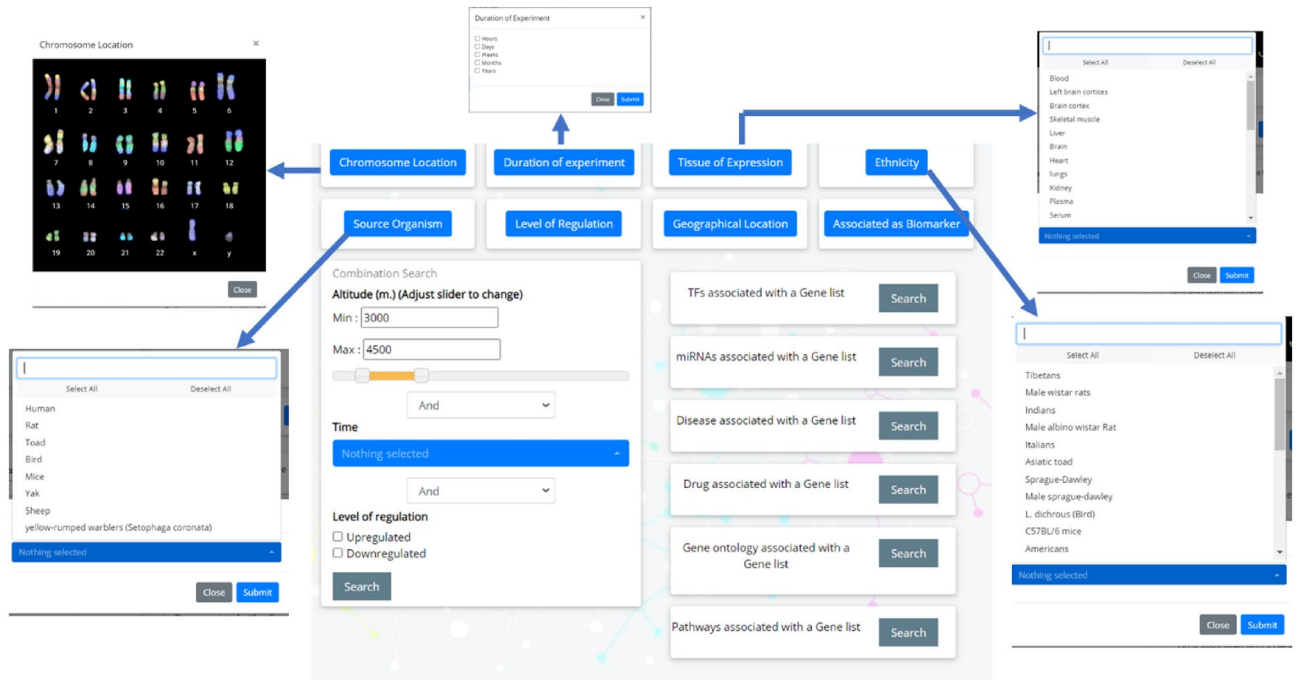 Duration of Experiment ×
Hours
Days
Weeks
Months
Years
Close Submit
Chromosome Location ×
1 2 3 4 5 6
7 8 9 10 11 12
13 14 15 16 17 18
19 20 21 22 x y
Close
Select All Deselect All
Blood
Left brain cortices
Brain cortex
Skeletal muscle
Liver
Brain
Heart
lungs
Kidney
Plasma
Serum
Nothing selected
Close Submit
Chromosome Location Duration of experiment Tissue of Expression Ethnicity
Source Organism Level of Regulation Geographical Location Associated as Biomarker
Combination Search
Altitude (m.) (Adjust slider to change)
Min : 3000
Max : 4500
And
Time
Nothing selected
And
Level of regulation
Upregulated
Downregulated
Search
TFs associated with a Gene list Search
miRNAs associated with a Gene list Search
Disease associated with a Gene list Search
Drug associated with a Gene list Search
Gene ontology associated with a
Gene list Search
Pathways associated with a Gene list Search
Select All Deselect All
Human
Rat
Toad
Bird
Mice
Yak
Sheep
yellow-rumped warblers (Setophaga coronata)
Nothing selected
Close Submit
Select All Deselect All
Tibetans
Male wistar rats
Indians
Male albino wistar Rat
Italians
Asiatic toad
Sprague-Dawley
Male sprague-dawley
L. dichrous (Bird)
C57BL/6 mice
Americans
Nothing selected
Close Submit